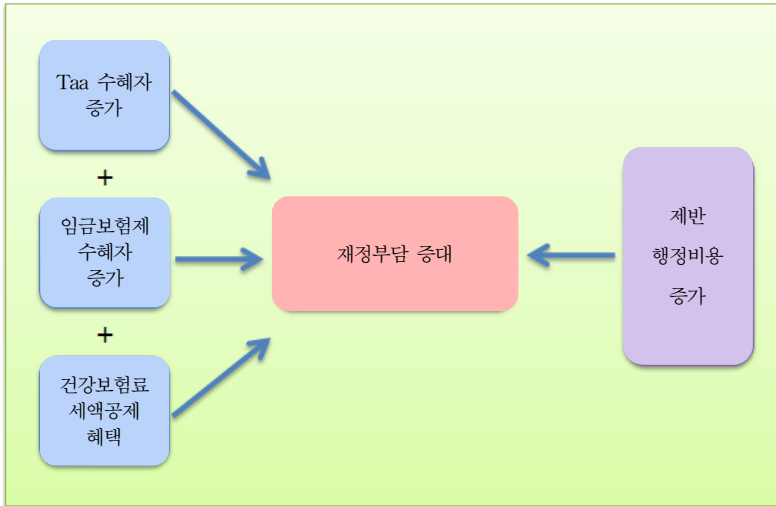 Taa 수혜자
증가
+
임금보험제
수혜자
증가
+
건강보험료
세액공제
혜택
재정부담 증대
제반
행정비용
증가